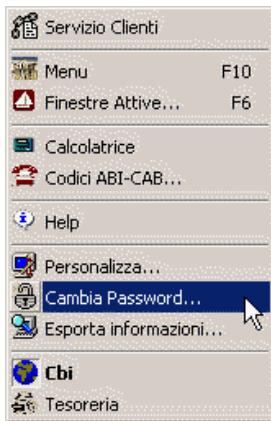 Servizio Clienti
Menu F10
Finestre Attive... F6
Calcolatrice
Codici ABI-CAB...
Help
Personalizza...
Cambia Password...
Esporta informazioni...
Cbi
Tesoreria